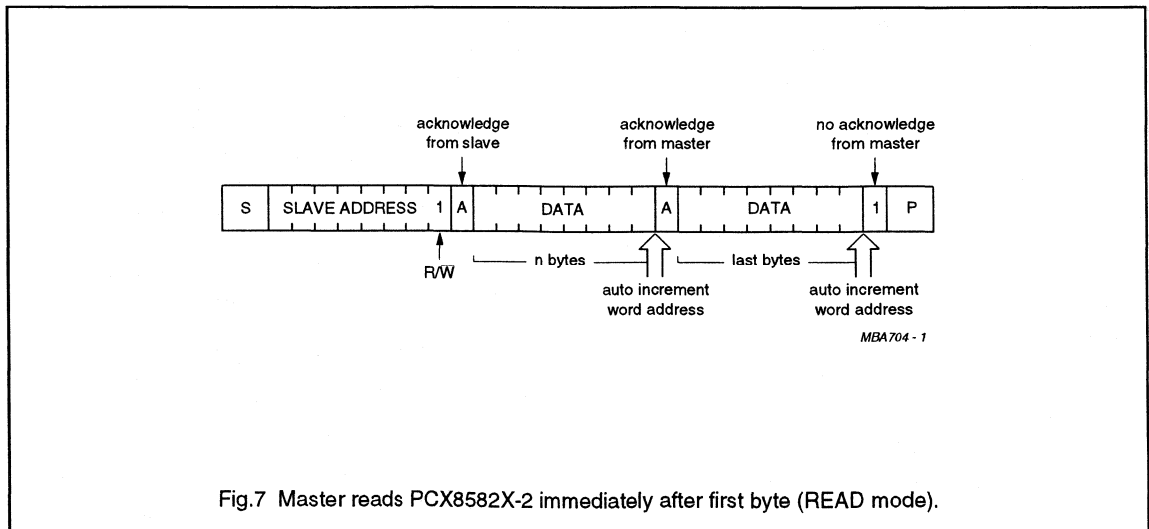 acknowledge
from slave
acknowledge
from master
no acknowledge
from master
S SLAVE ADDRESS 1 A DATA A DATA 1 P
R/W̅
n bytes
last bytes
auto increment
word address
auto increment
word address
MBA704 - 1
Fig.7 Master reads PCX8582X-2 immediately after first byte (READ mode).